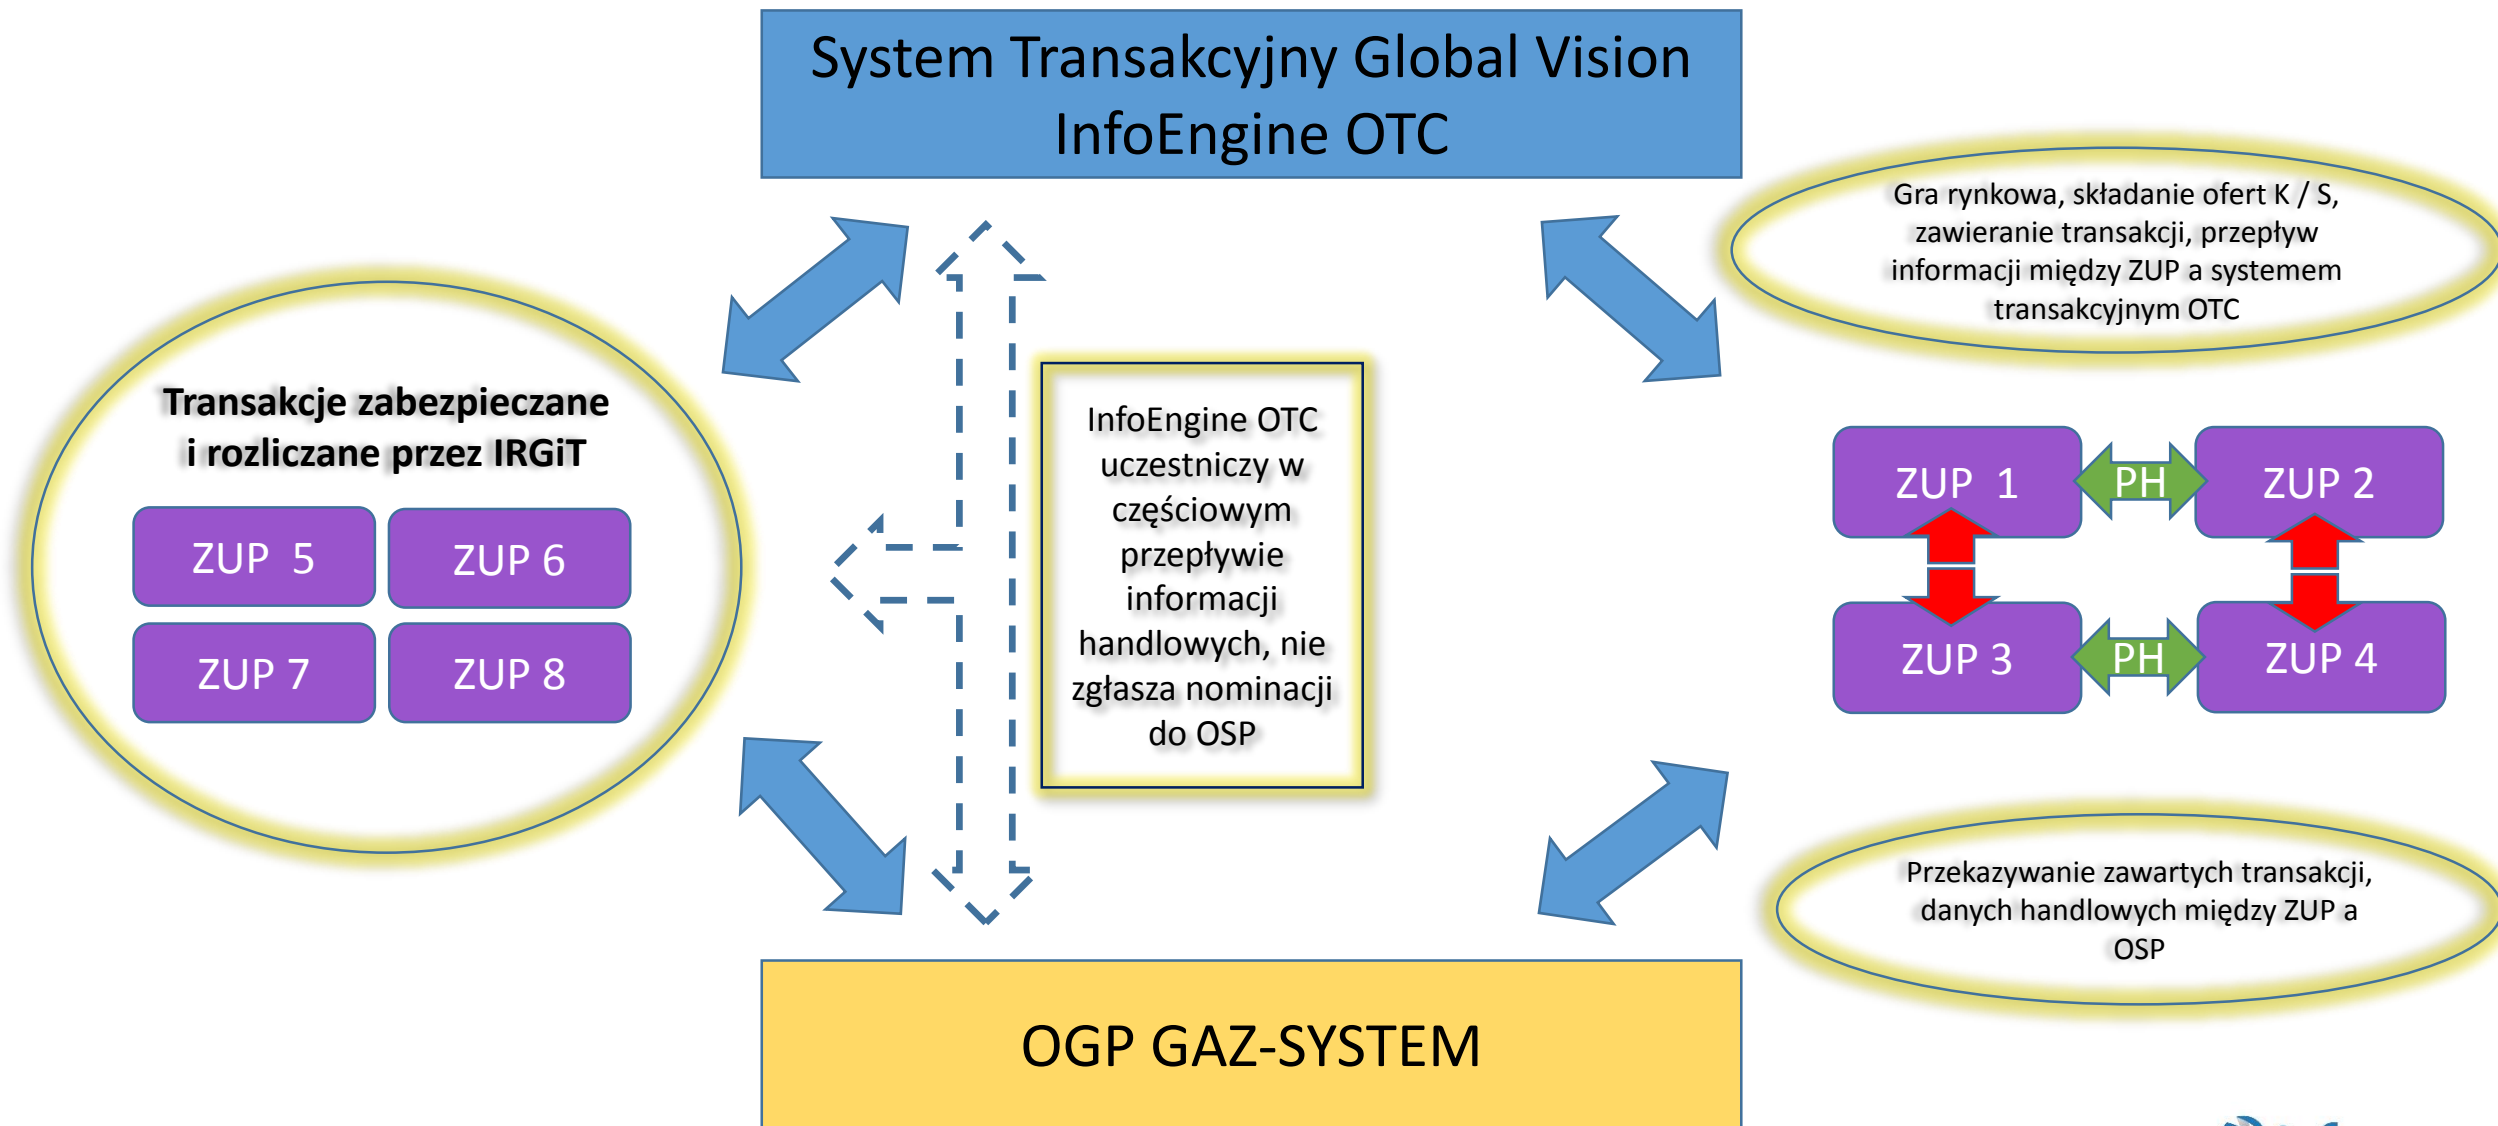 System Transakcyjny Global Vision
InfoEngine OTC
Gra rynkowa, składanie ofert K / S,
zawieranie transakcji, przepływ
informacji między ZUP a systemem
transakcyjnym OTC
Transakcje zabezpieczane
i rozliczane przez IRGiT
ZUP 5
ZUP 6
ZUP 7
ZUP 8
InfoEngine OTC
uczestniczy w
częściowym
przepływie
informacji
handlowych, nie
zgłasza nominacji
do OSP
ZUP 1
PH
ZUP 2
ZUP 3
PH
ZUP 4
Przekazywanie zawartych transakcji,
danych handlowych między ZUP a
OSP
OGP GAZ-SYSTEM